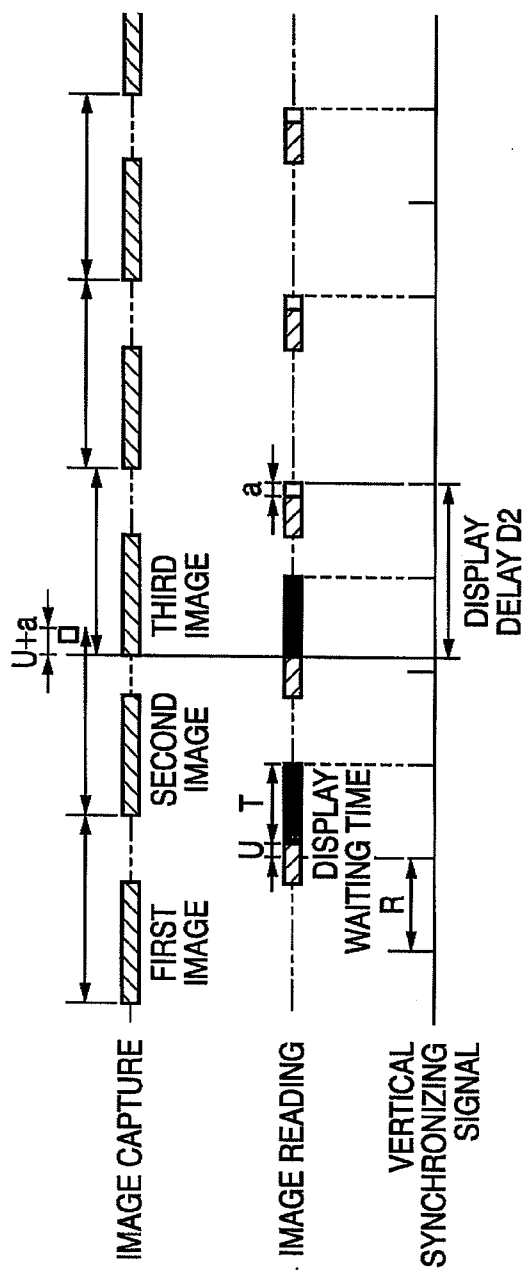 IMAGE CAPTURE
FIRST
IMAGE
SECOND
IMAGE
THIRD
IMAGE
U+a
IMAGE READING
U
T
DISPLAY
WAITING TIME
a
VERTICAL
SYNCHRONIZING
SIGNAL
R
DISPLAY
DELAY D2